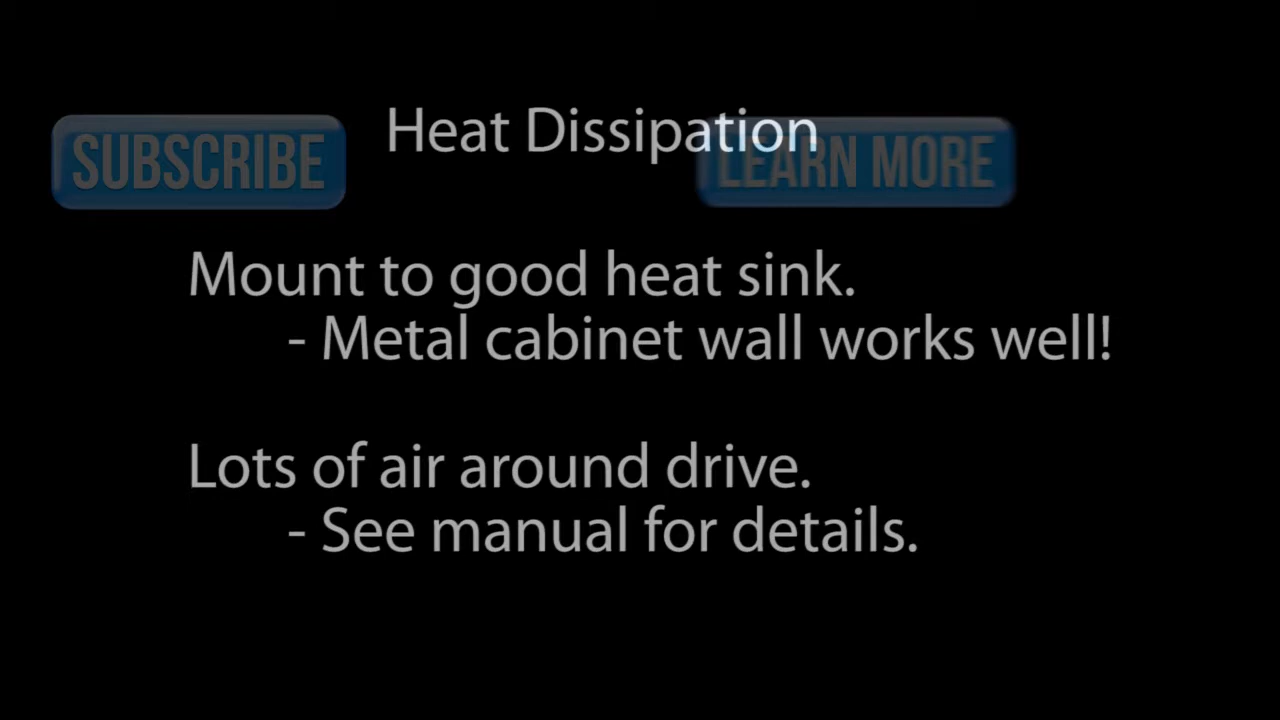 Heat Dissipation
SUBSCRIBE
LEARN MORE
Mount to good heat sink.
- Metal cabinet wall works well!
Lots of air around drive.
- See manual for details.